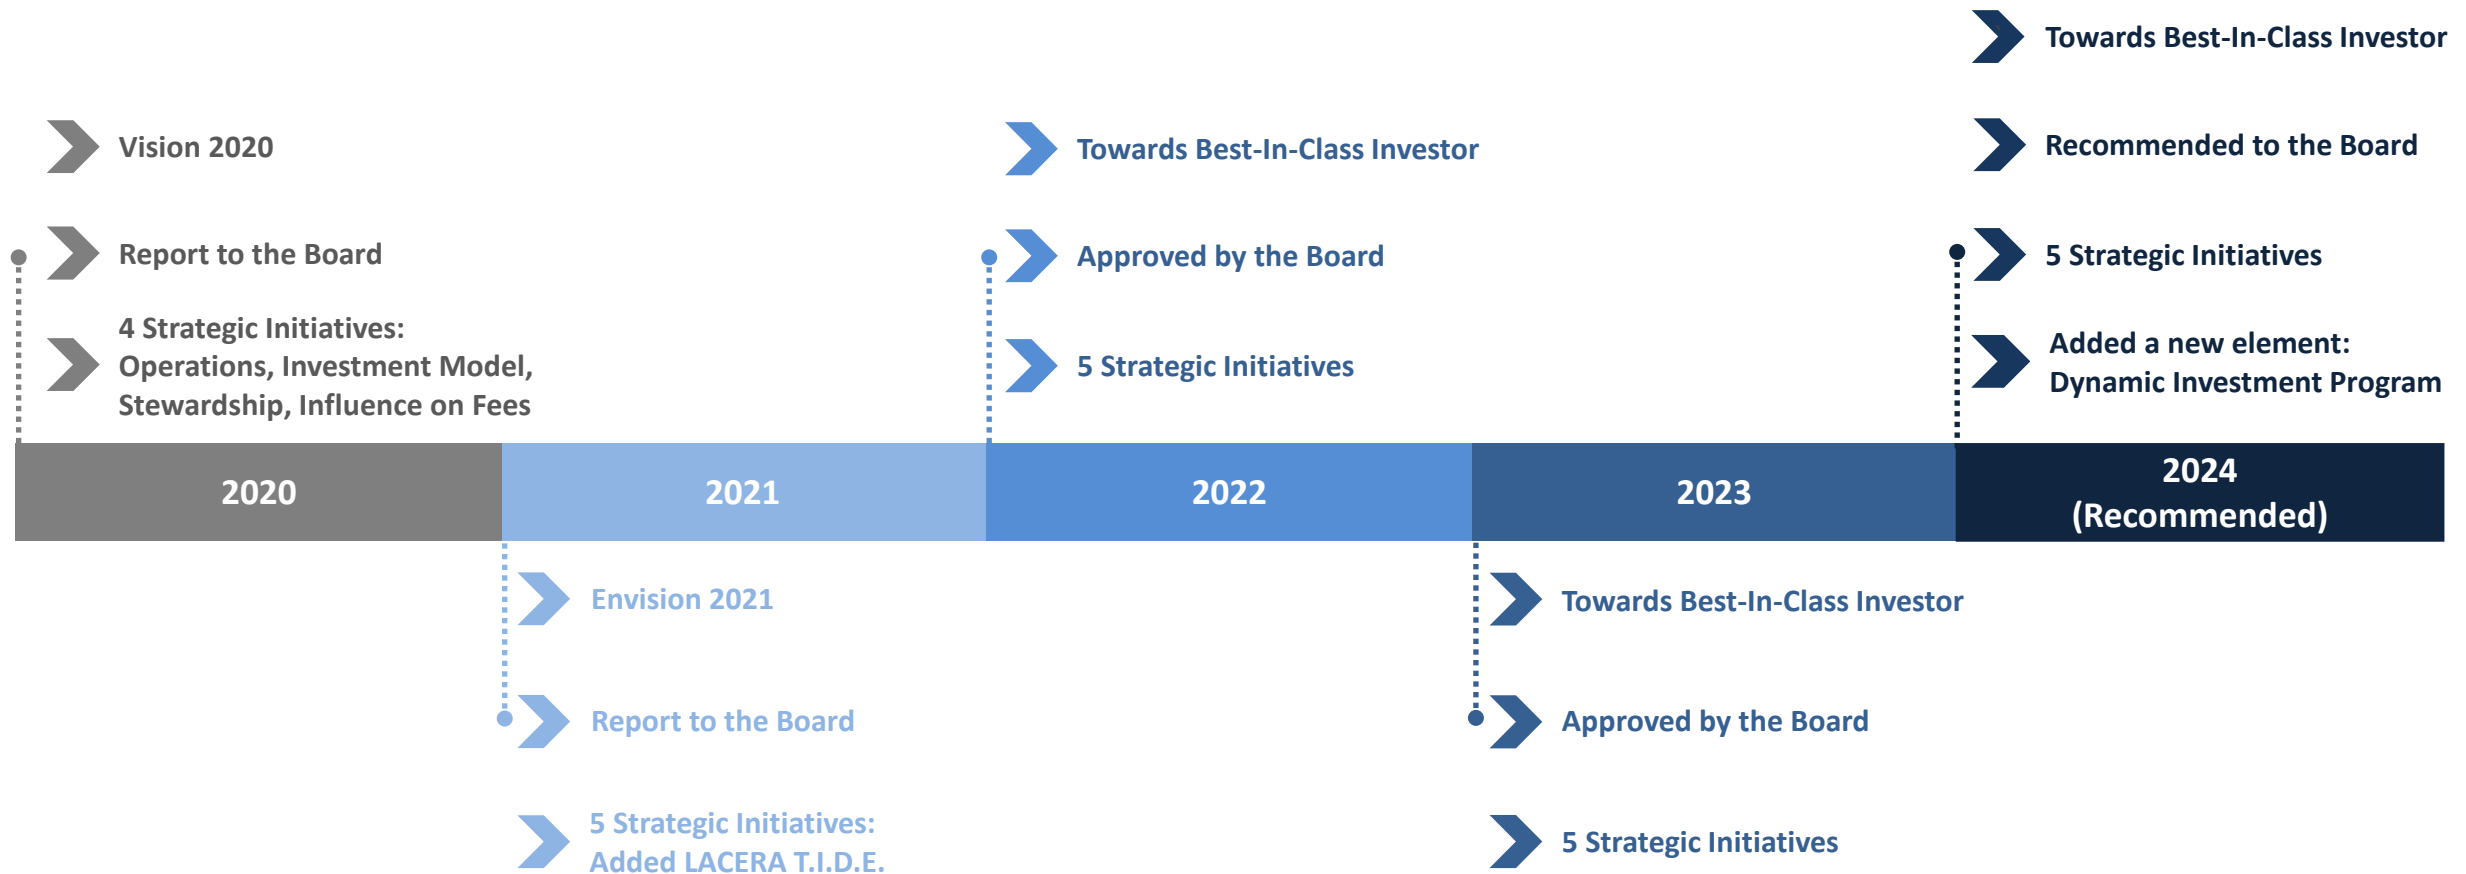 Vision 2020
Report to the Board
4 Strategic Initiatives:
Operations, Investment Model,
Stewardship, Influence on Fees
Towards Best-In-Class Investor
Approved by the Board
5 Strategic Initiatives
Towards Best-In-Class Investor
Recommended to the Board
5 Strategic Initiatives
Added a new element:
Dynamic Investment Program
2020
2021
2022
2023
2024
(Recommended)
Envision 2021
Report to the Board
5 Strategic Initiatives:
Added LACERA T.I.D.E.
Towards Best-In-Class Investor
Approved by the Board
5 Strategic Initiatives